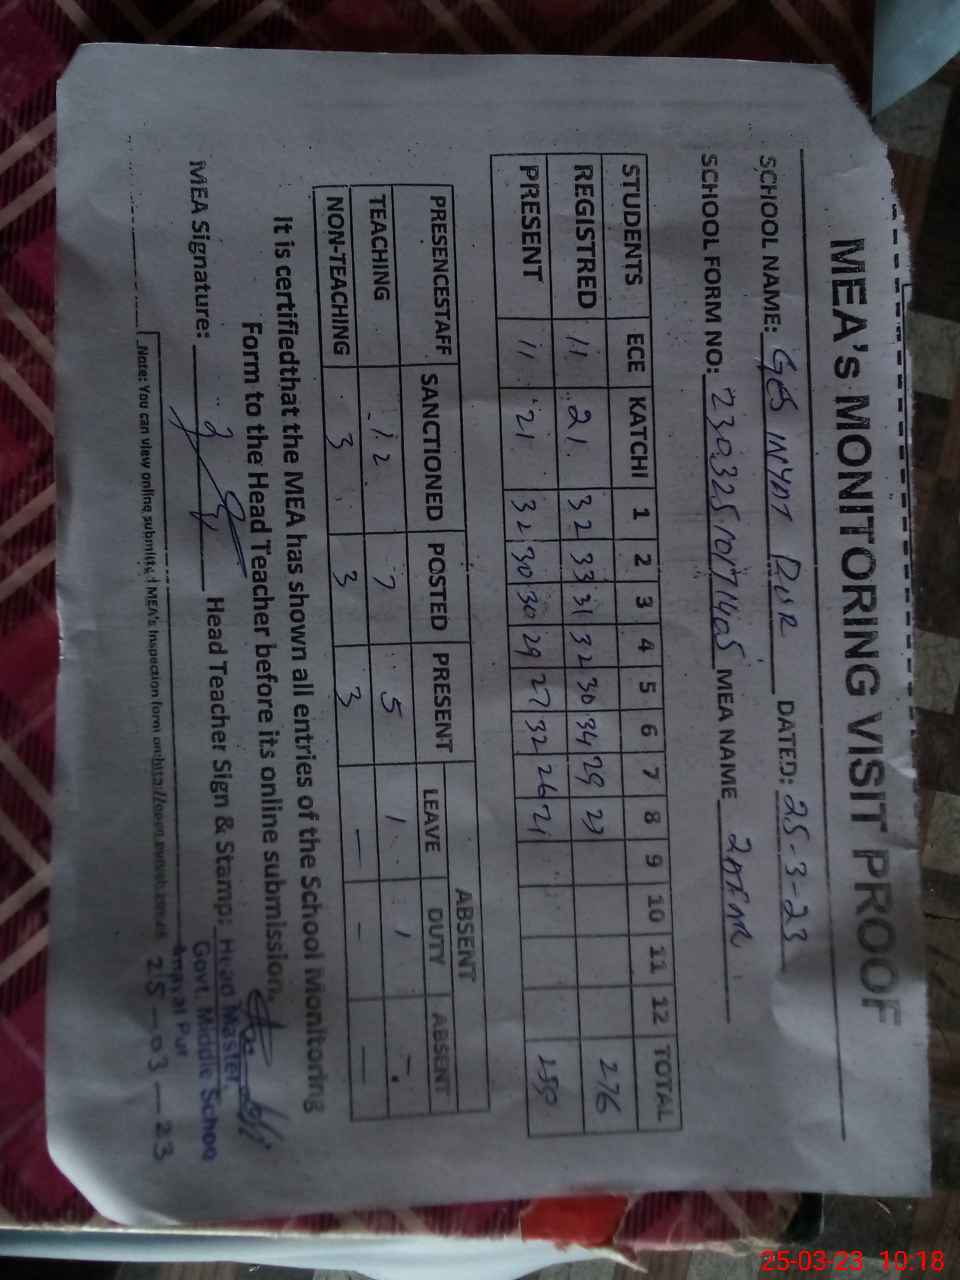 MEA'S MONITORING VISIT PROOF
SCHOOL NAME: DATED: 25-3-23
SCHOOL FORM NO: MEA NAME
STUDENTS ECE KATCHI 1 2 3 4 5 6 7 8 9 10 11 12 TOTAL
REGISTRED 11 21 32 33 31 32 30 34 29 23 276
PRESENT 11 21 32 30 30 29 27 32 26 21 259
PRESENCESTAFF SANCTIONED POSTED PRESENT ABSENT
LEAVE DUTY ABSENT
TEACHING 12 7 5 1 1 -
NON-TEACHING 3 3 3 - - -
It is certifiedthat the MEA has shown all entries of the School Monitoring
Form to the Head Teacher before its online submission.
MEA Signature: Head Teacher Sign & Stamp: Head Master
Govt. Middle School
Pur
25-03-23
Note: You can view online submitted MEA's Inspection form on
25-03-23 10:18